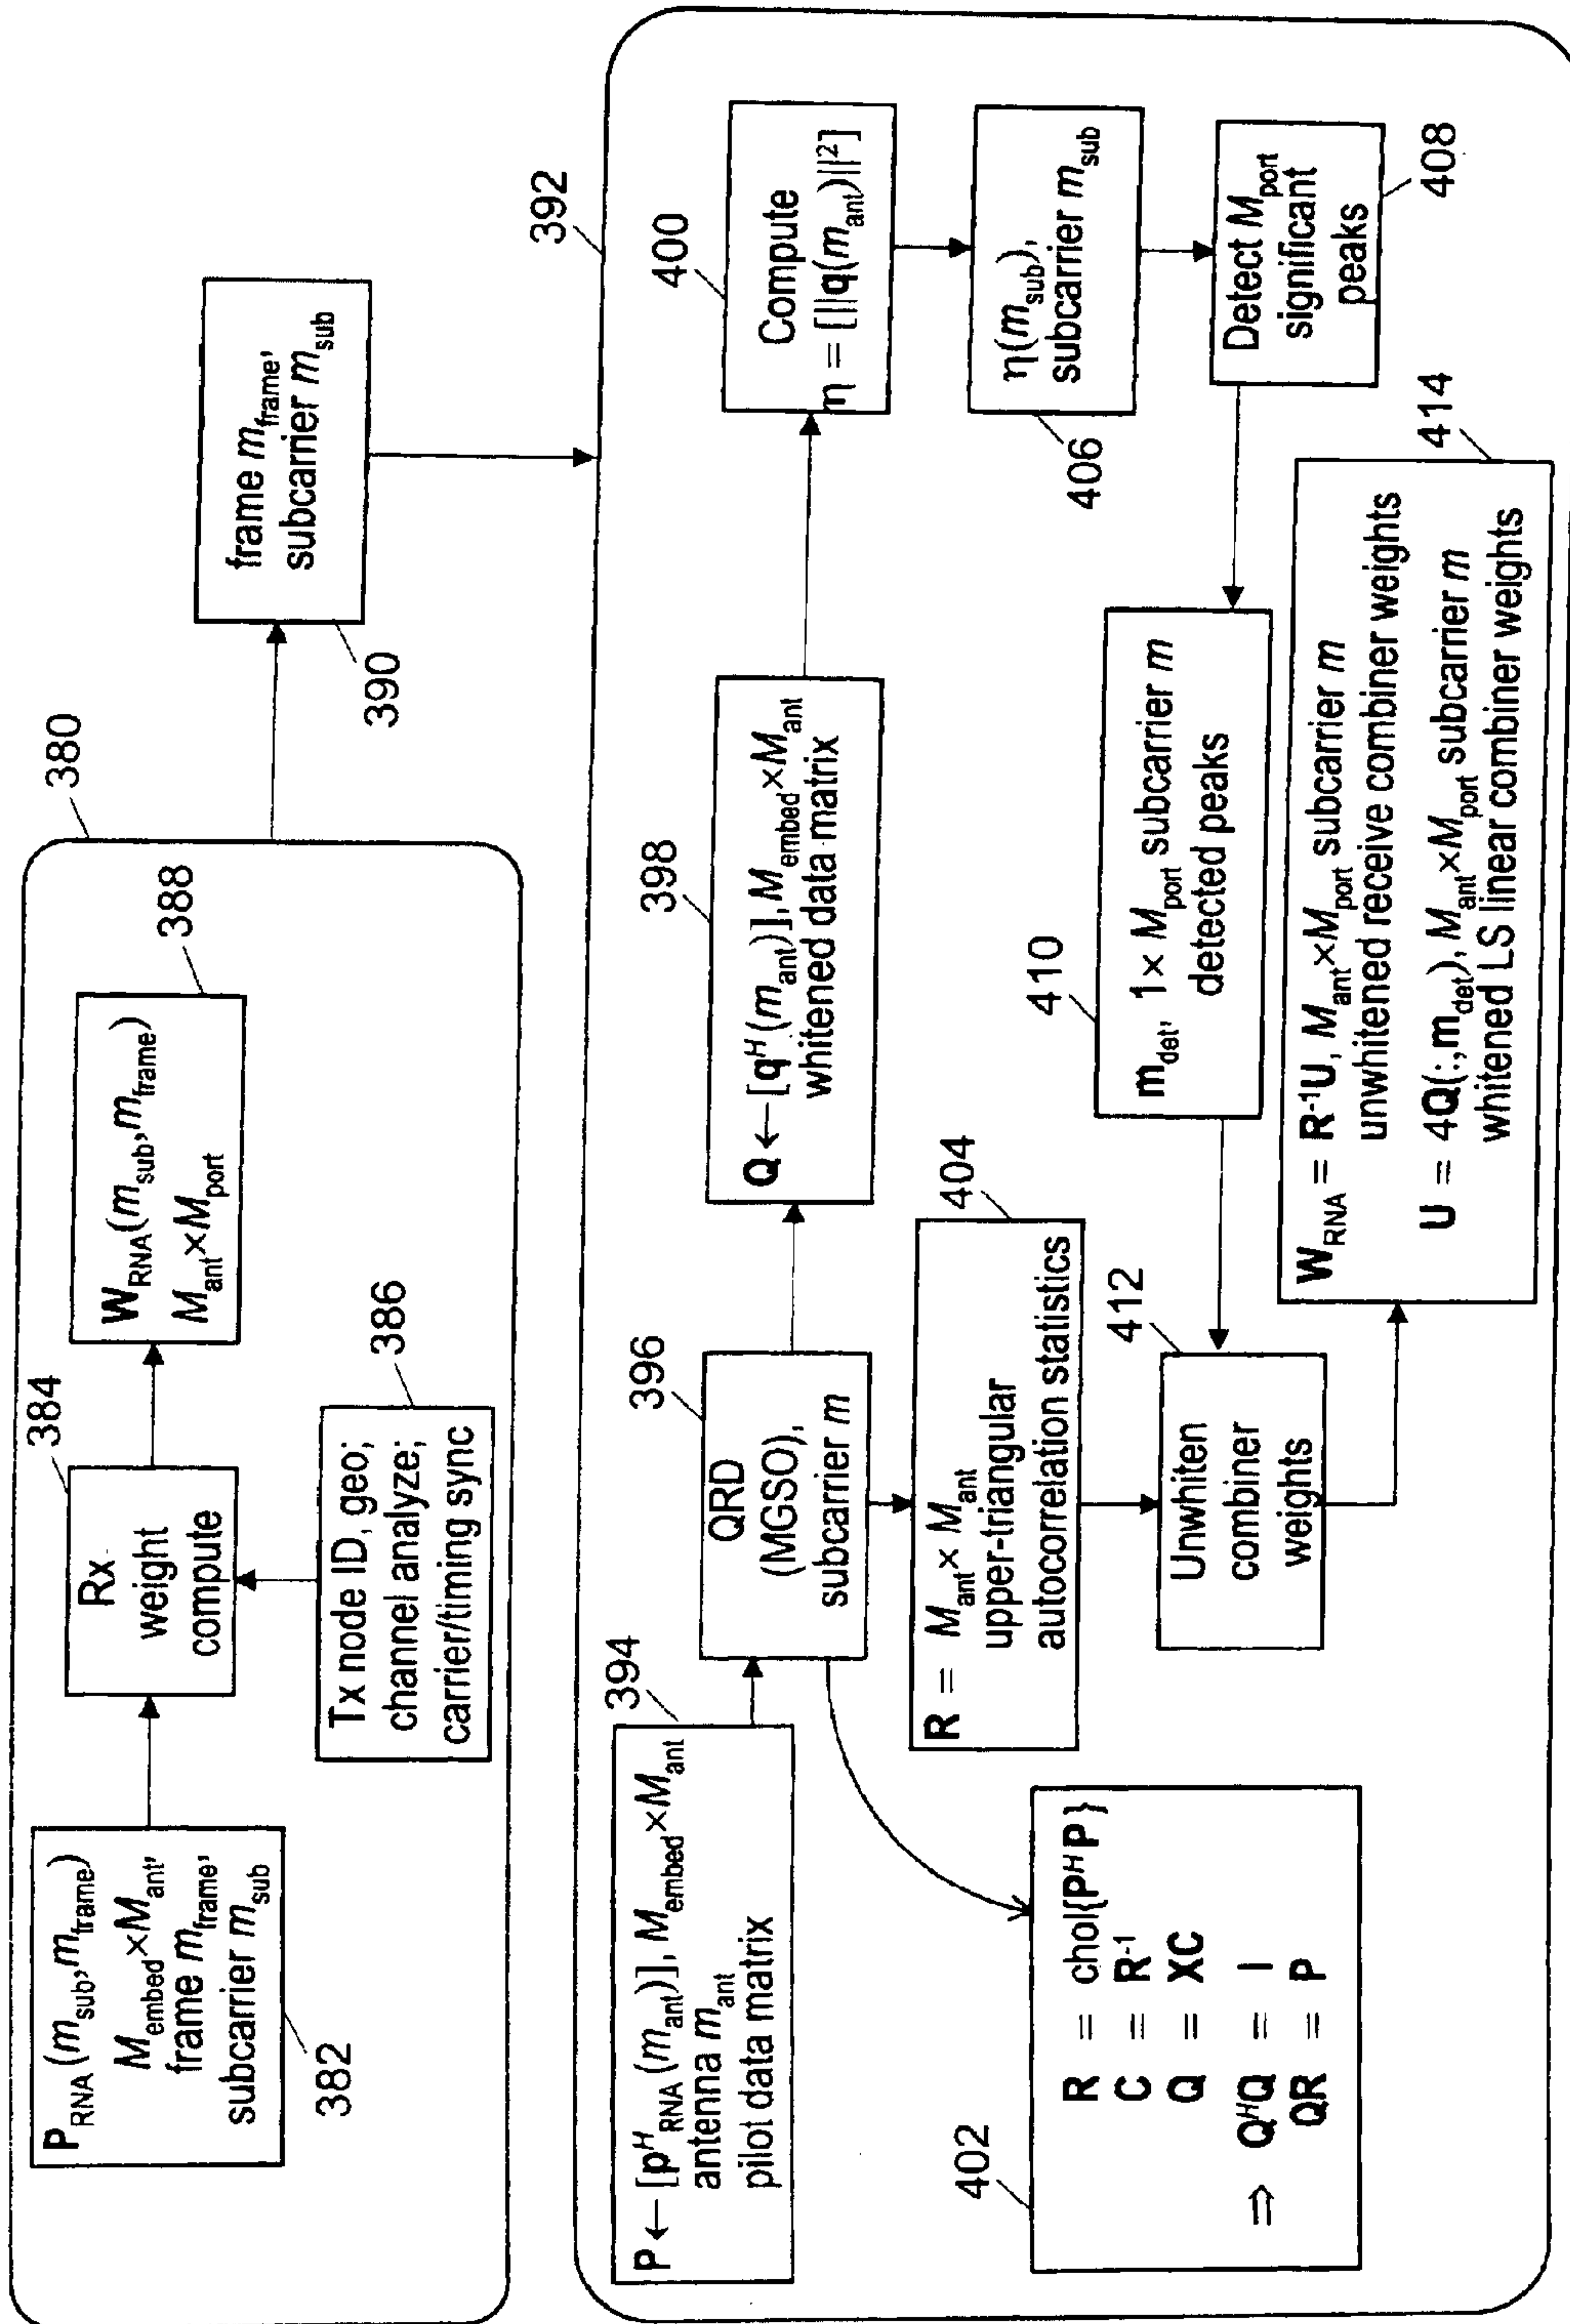 380
P_RNA(m_sub,m_frame)
M_embed×M_ant,
frame m_frame,
subcarrier m_sub
382
384
Rx
weight
compute
W_RNA(m_sub,m_frame)
M_ant×M_port
388
Tx node ID, geo;
channel analyze;
carrier/timing sync
386
frame m_frame,
subcarrier m_sub
390
392
P←[p^H_RNA(m_ant)], M_embed×M_ant
antenna m_ant
pilot data matrix
394
QRD
(MGSO),
subcarrier m
396
Q←[q^H(m_ant)], M_embed×M_ant
whitened data matrix
398
Compute
η = [||q(m_ant)||²]
400
402
R = chol{P^H P}
C = R⁻¹
Q = XC
⇒ Q^H Q = I
QR = P
R = M_ant×M_ant
upper-triangular
autocorrelation statistics
404
η(m_sub),
subcarrier m_sub
406
Detect M_port
significant
peaks
408
410
m_det, 1×M_port subcarrier m
detected peaks
Unwhiten
combiner
weights
412
W_RNA = R⁻¹U, M_ant×M_port subcarrier m
unwhitened receive combiner weights
U = 4Q(:,m_det), M_ant×M_port subcarrier m
whitened LS linear combiner weights
414